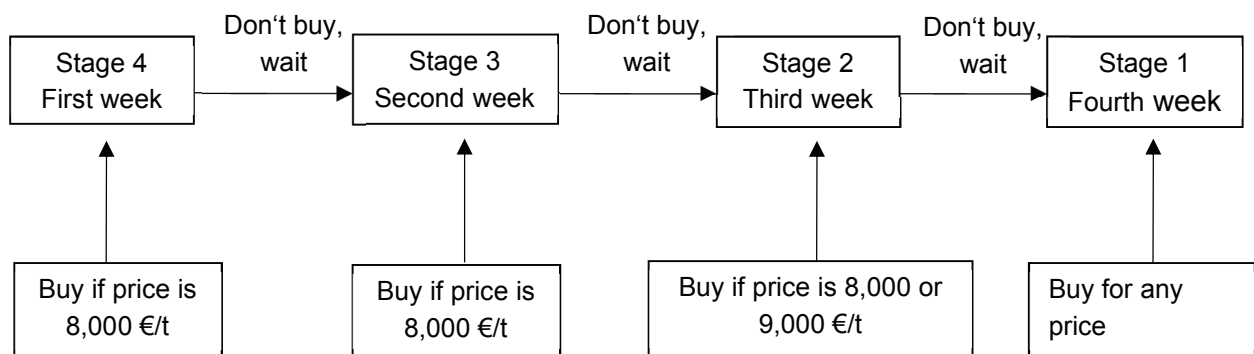 Don‘t buy,
wait
Don‘t buy,
wait
Don‘t buy,
wait
Stage 4
First week
Stage 3
Second week
Stage 2
Third week
Stage 1
Fourth week
Buy if price is
8,000 €/t
Buy if price is
8,000 €/t
Buy if price is 8,000 or
9,000 €/t
Buy for any
price